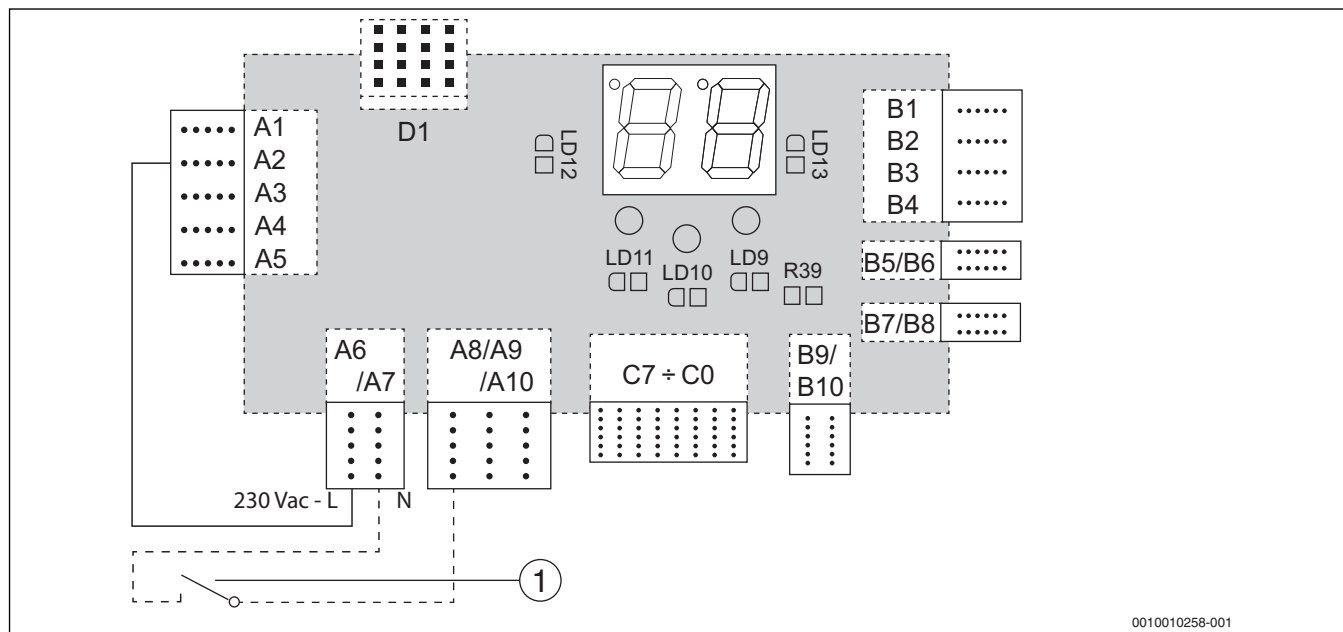 D1
A1
A2
A3
A4
A5
LD12
LD13
B1
B2
B3
B4
LD11
LD10
LD9
R39
B5/B6
B7/B8
A6
/A7
A8/A9
/A10
C7 ÷ C0
B9/
B10
230 Vac - L
N
1
0010010258-001